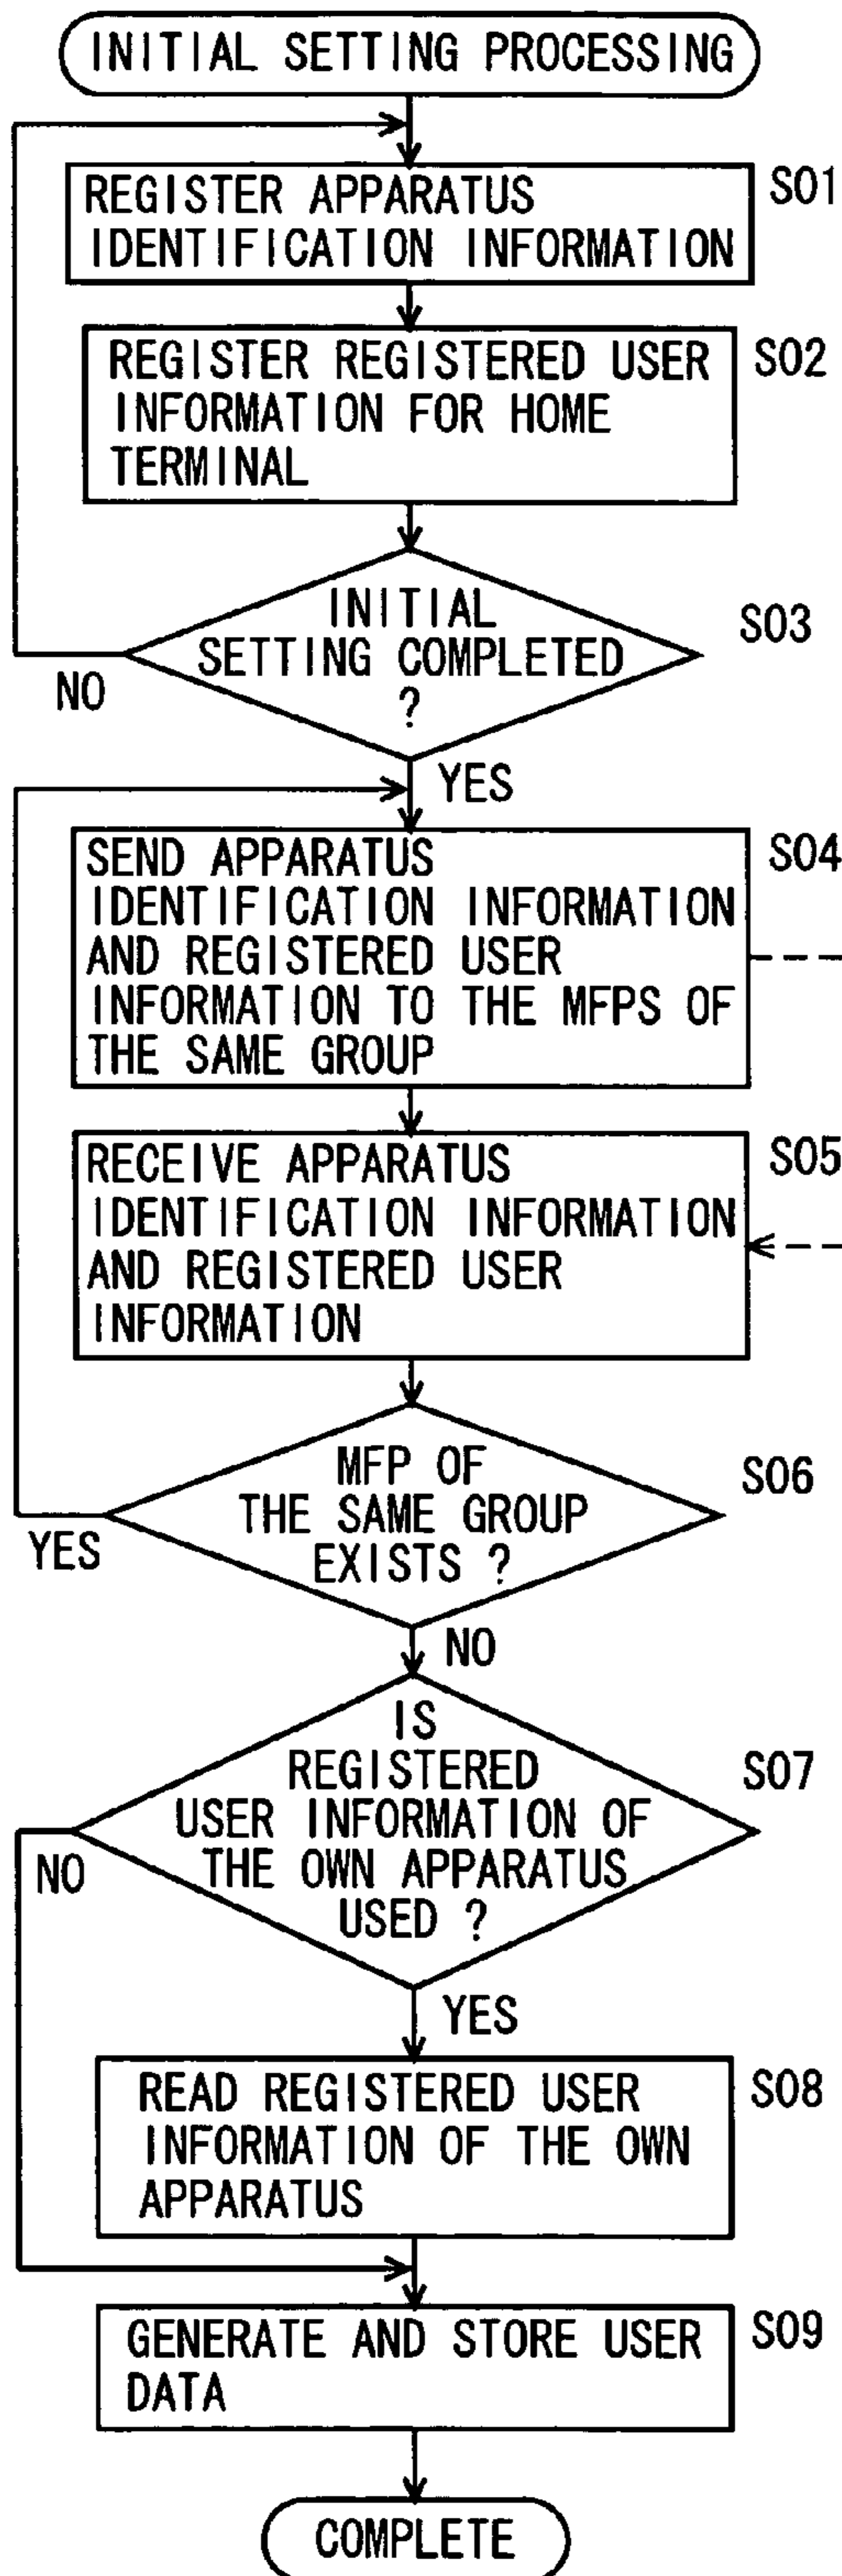 INITIAL SETTING PROCESSING
REGISTER APPARATUS
IDENTIFICATION INFORMATION
S01
REGISTER REGISTERED USER
INFORMATION FOR HOME
TERMINAL
S02
INITIAL
SETTING COMPLETED
?
S03
NO
YES
SEND APPARATUS
IDENTIFICATION INFORMATION
AND REGISTERED USER
INFORMATION TO THE MFPS OF
THE SAME GROUP
S04
RECEIVE APPARATUS
IDENTIFICATION INFORMATION
AND REGISTERED USER
INFORMATION
S05
MFP OF
THE SAME GROUP
EXISTS ?
S06
YES
NO
IS
REGISTERED
USER INFORMATION OF
THE OWN APPARATUS
USED ?
S07
NO
YES
READ REGISTERED USER
INFORMATION OF THE OWN
APPARATUS
S08
GENERATE AND STORE USER
DATA
S09
COMPLETE